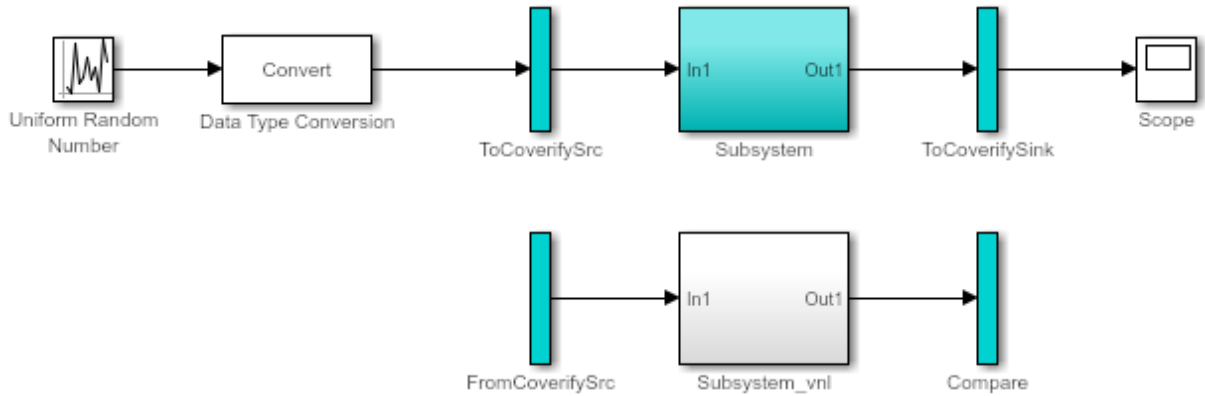 Convert
In1 Out1
Uniform Random
Number
Data Type Conversion
ToCoverifySrc
Subsystem
ToCoverifySink
Scope
In1 Out1
FromCoverifySrc
Subsystem_vnl
Compare